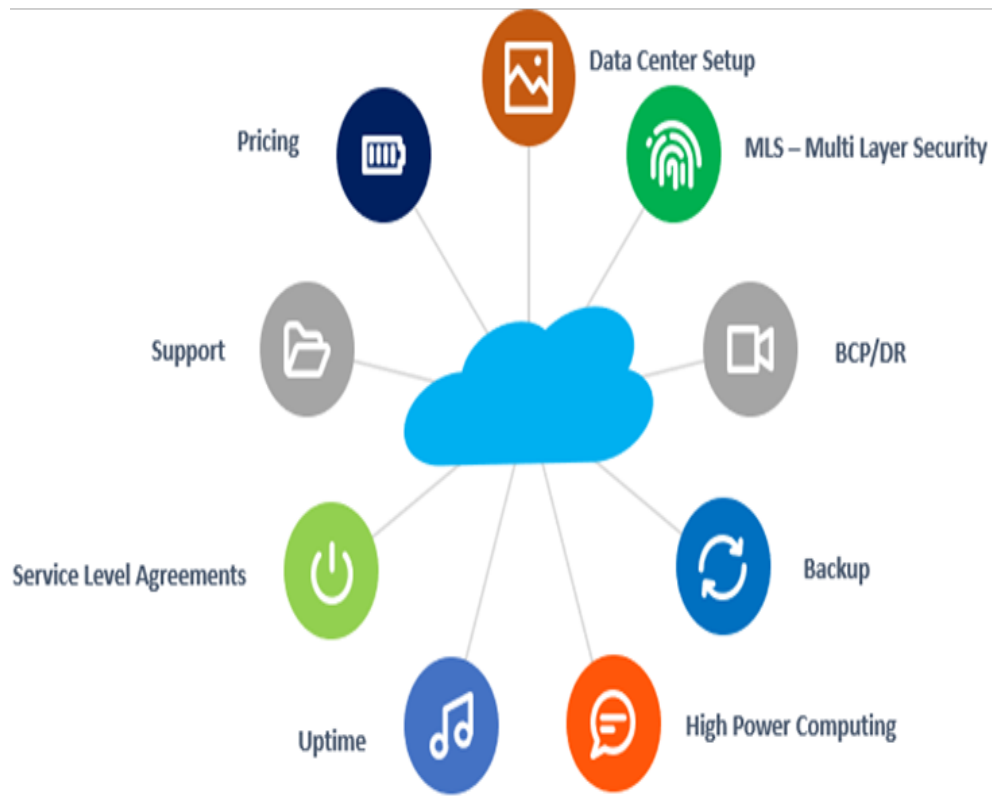 Data Center Setup
Pricing
MLS – Multi Layer Security
Support
BCP/DR
Service Level Agreements
Backup
Uptime
High Power Computing